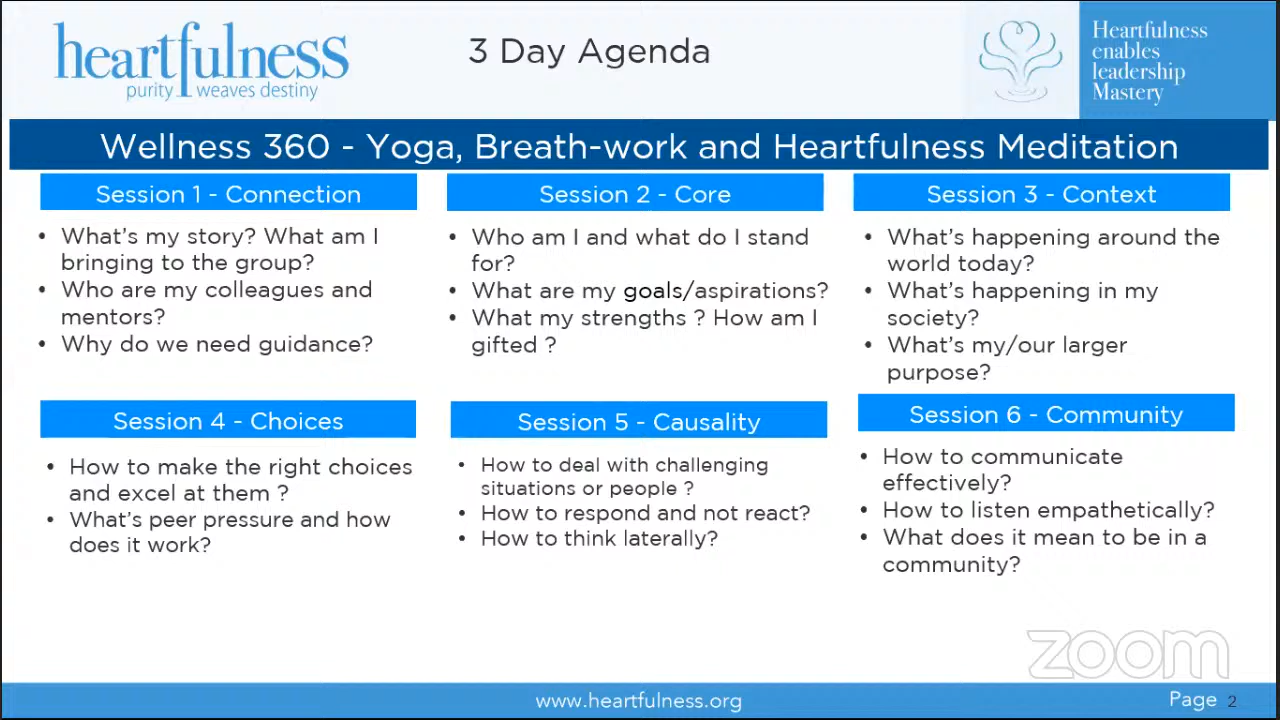 heartfulness
purity weaves destiny
3 Day Agenda
Heartfulness
enables
leadership
Mastery
Wellness 360 - Yoga, Breath-work and Heartfulness Meditation
Session 1 - Connection
• What's my story? What am I
bringing to the group?
• Who are my colleagues and
mentors?
• Why do we need guidance?
Session 2 - Core
• Who am I and what do I stand
for?
• What are my goals/aspirations?
• What my strengths ? How am I
gifted ?
Session 3 - Context
• What's happening around the
world today?
• What's happening in my
society?
• What's my/our larger
purpose?
Session 4 - Choices
• How to make the right choices
and excel at them ?
• What's peer pressure and how
does it work?
Session 5 - Causality
• How to deal with challenging
situations or people ?
• How to respond and not react?
• How to think laterally?
Session 6 - Community
• How to communicate
effectively?
• How to listen empathetically?
• What does it mean to be in a
community?
zoom
www.heartfulness.org
Page 2